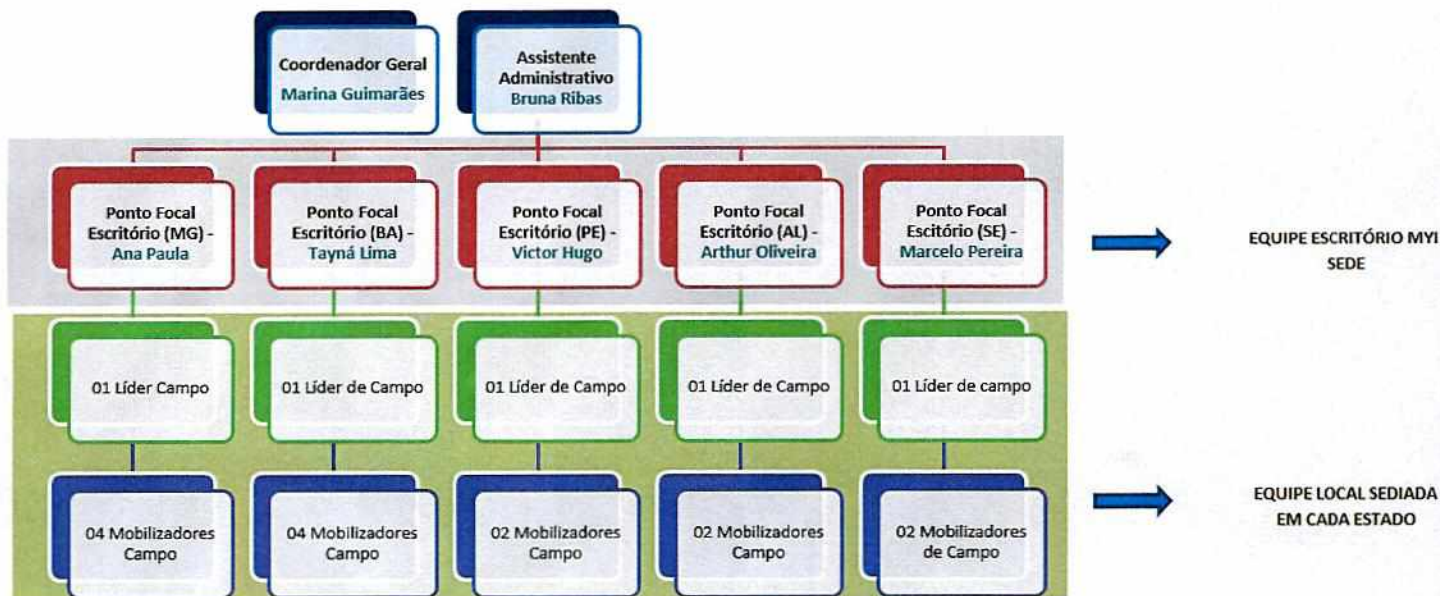 Coordenador Geral
Marina Guimarães
Assistente
Administrativo
Bruna Ribas
Ponto Focal
Escritório (MG) -
Ana Paula
Ponto Focal
Escritório (BA) -
Tayná Lima
Ponto Focal
Escritório (PE) -
Victor Hugo
Ponto Focal
Escritório (AL) -
Arthur Oliveira
Ponto Focal
Escitório (SE) -
Marcelo Pereira
EQUIPE ESCRITÓRIO MYI
SEDE
01 Líder Campo
01 Líder de Campo
01 Líder de Campo
01 Líder de Campo
01 Líder de campo
04 Mobilizadores
Campo
04 Mobilizadores
Campo
02 Mobilizadores
Campo
02 Mobilizadores
Campo
02 Mobilizadores
de Campo
EQUIPE LOCAL SEDIADA
EM CADA ESTADO